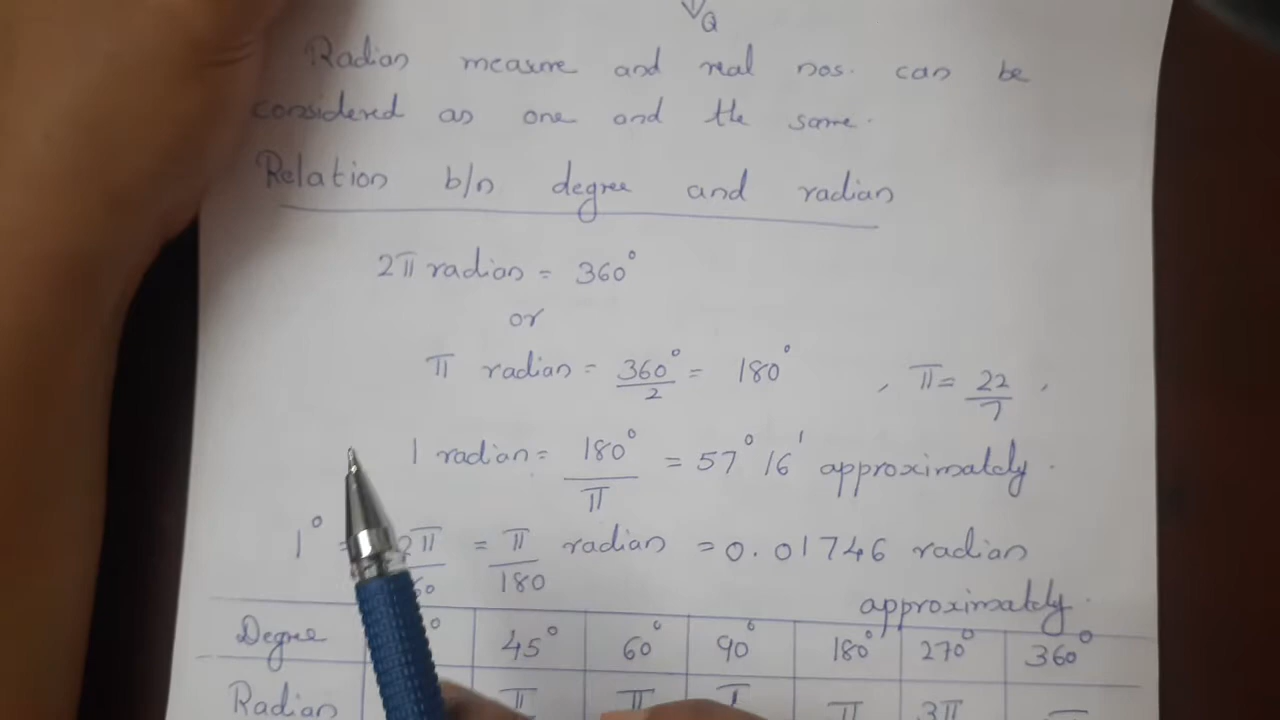 Q
Radian measure and real nos. can be
considered as one and the same.
Relation b/n degree and radian
2π radian = 360°
or
π radian = 360°/2 = 180° , π = 22/7 ,
1 radian = 180°/π = 57° 16' approximately.
1° = 2π = π/180 radian = 0.01746 radian
approximately.
Degree 45° 60° 90° 180° 270° 360°
Radian π π π π 3π